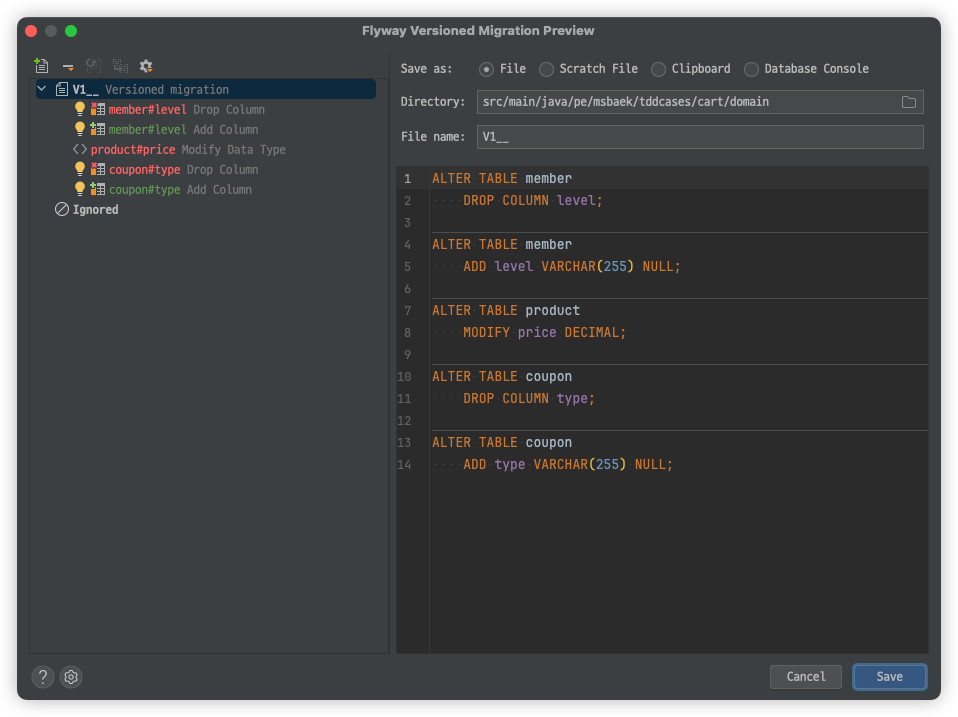 Flyway Versioned Migration Preview
V1__ Versioned migration
member#level Drop Column
member#level Add Column
product#price Modify Data Type
coupon#type Drop Column
coupon#type Add Column
Ignored
Save as: File Scratch File Clipboard Database Console
Directory: src/main/java/pe/msbaek/tddcases/cart/domain
File name: V1__
1 ALTER TABLE member
2 DROP COLUMN level;
3
4 ALTER TABLE member
5 ADD level VARCHAR(255) NULL;
6
7 ALTER TABLE product
8 MODIFY price DECIMAL;
9
10 ALTER TABLE coupon
11 DROP COLUMN type;
12
13 ALTER TABLE coupon
14 ADD type VARCHAR(255) NULL;
? Cancel Save